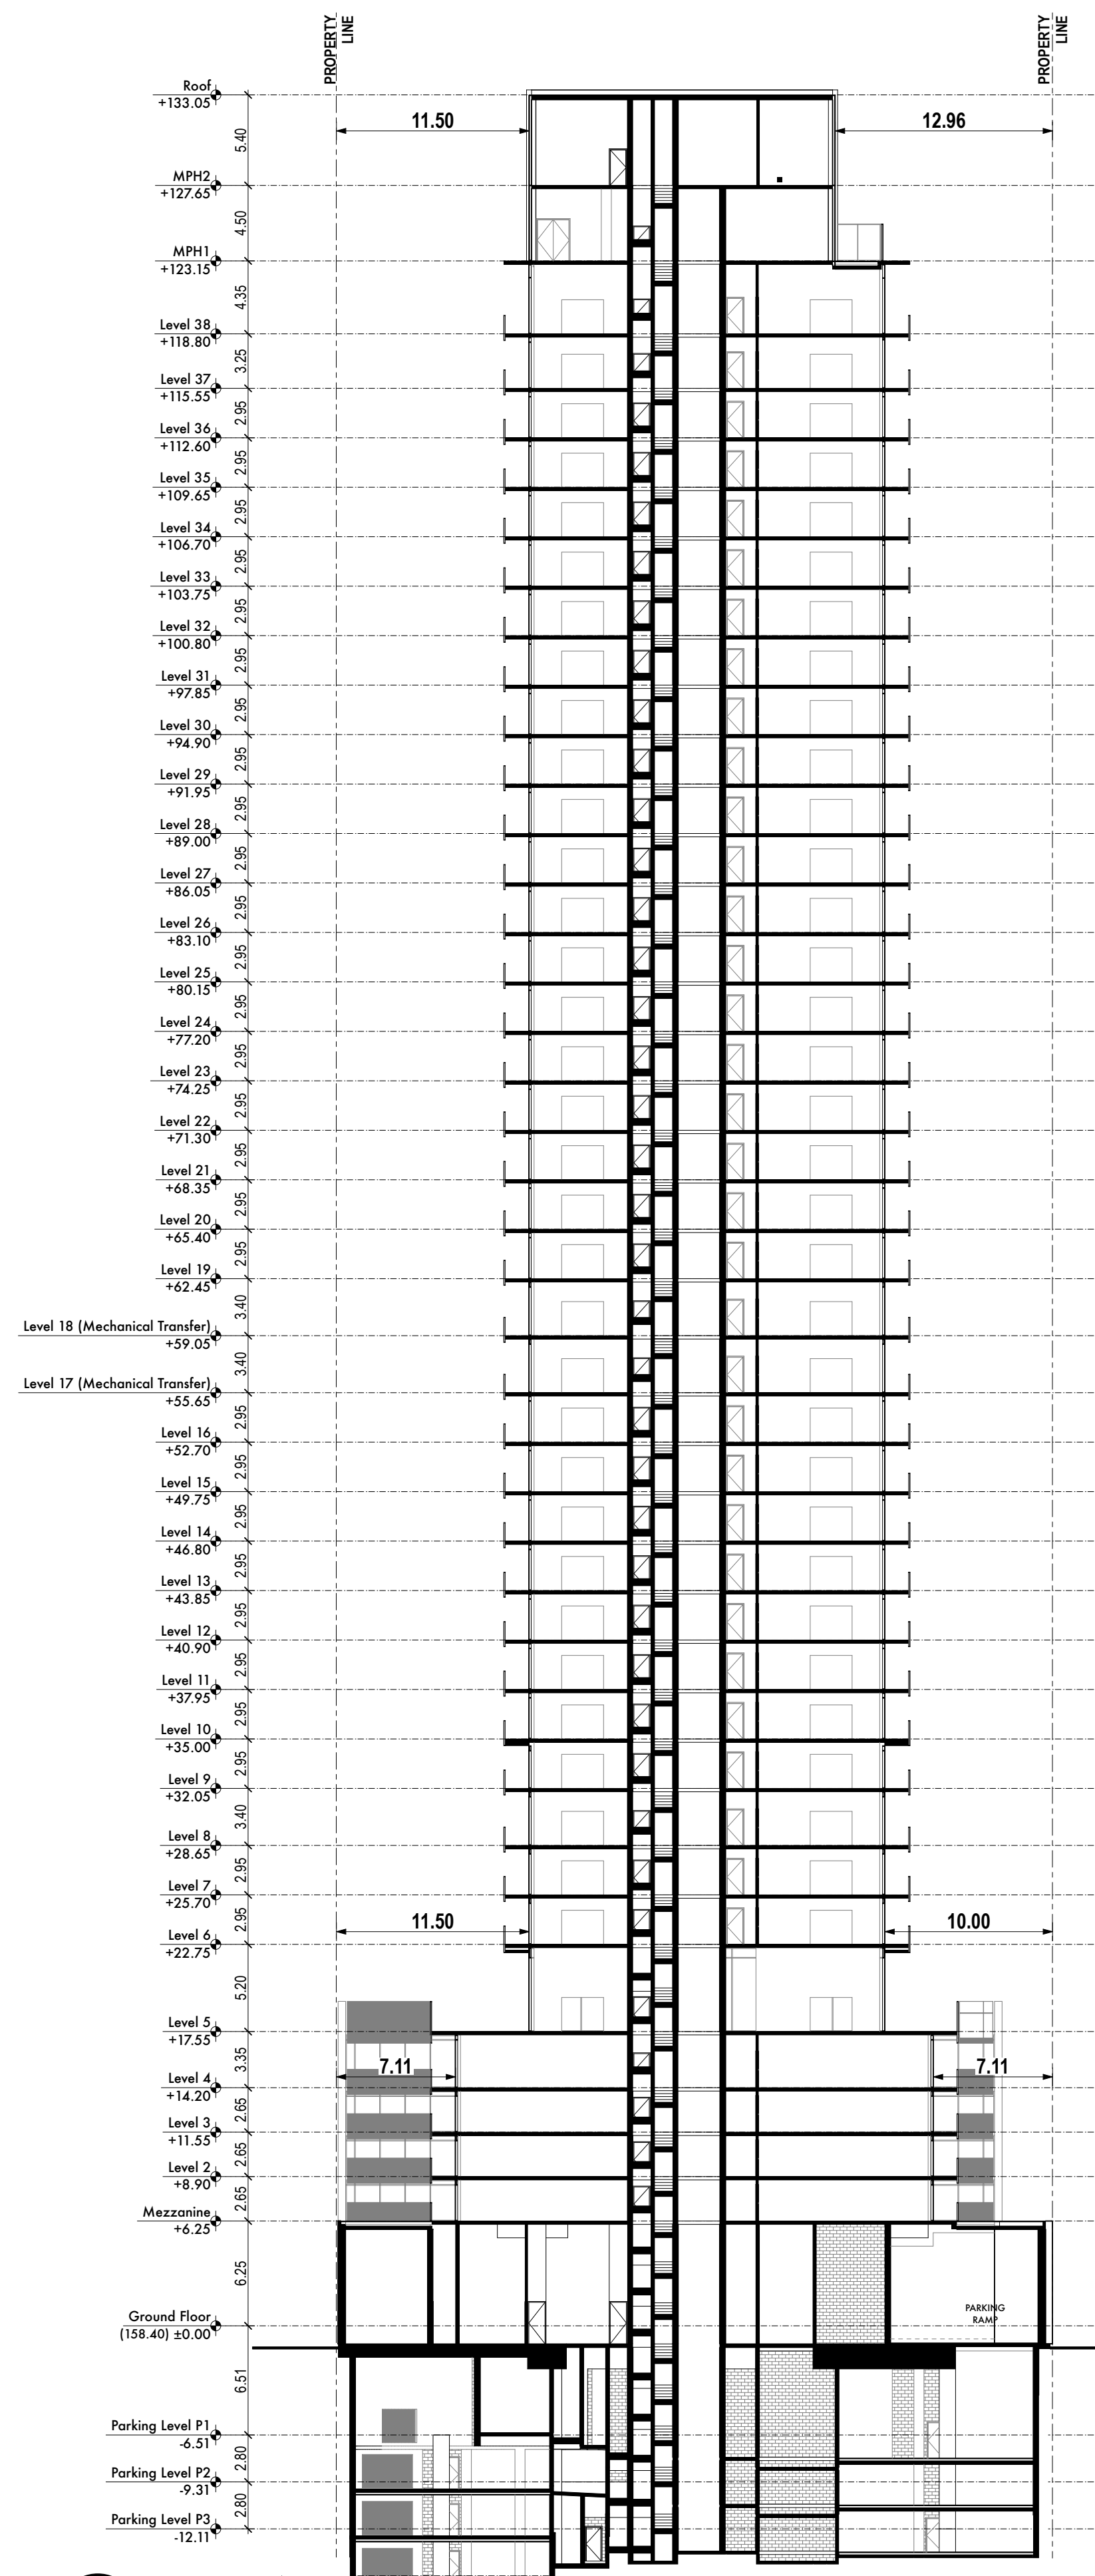 PROPERTY
LINE
PROPERTY
LINE
Roof
+133.05
11.50
12.96
5.40
MPH2
+127.65
4.50
MPH1
+123.15
4.35
Level 38
+118.80
3.25
Level 37
+115.55
2.95
Level 36
+112.60
2.95
Level 35
+109.65
2.95
Level 34
+106.70
2.95
Level 33
+103.75
2.95
Level 32
+100.80
2.95
Level 31
+97.85
2.95
Level 30
+94.90
2.95
Level 29
+91.95
2.95
Level 28
+89.00
2.95
Level 27
+86.05
2.95
Level 26
+83.10
2.95
Level 25
+80.15
2.95
Level 24
+77.20
2.95
Level 23
+74.25
2.95
Level 22
+71.30
2.95
Level 21
+68.35
2.95
Level 20
+65.40
2.95
Level 19
+62.45
3.40
Level 18 (Mechanical Transfer)
+59.05
3.40
Level 17 (Mechanical Transfer)
+55.65
2.95
Level 16
+52.70
2.95
Level 15
+49.75
2.95
Level 14
+46.80
2.95
Level 13
+43.85
2.95
Level 12
+40.90
2.95
Level 11
+37.95
2.95
Level 10
+35.00
2.95
Level 9
+32.05
3.40
Level 8
+28.65
2.95
Level 7
+25.70
2.95
11.50
10.00
Level 6
+22.75
5.20
Level 5
+17.55
3.35
7.11
7.11
Level 4
+14.20
2.65
Level 3
+11.55
2.65
Level 2
+8.90
2.65
Mezzanine
+6.25
6.25
PARKING
RAMP
Ground Floor
(158.40) ±0.00
6.51
Parking Level P1
-6.51
2.80
Parking Level P2
-9.31
2.80
Parking Level P3
-12.11